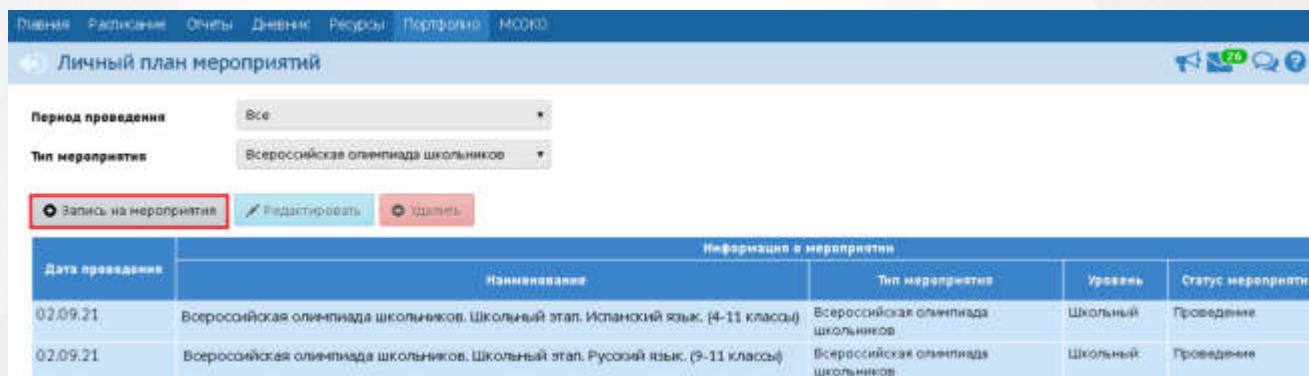 Главная Расписание Отчеты Дневник Ресурсы Портфолио МСОКО
Личный план мероприятий
26
Период проведения Все
Тип мероприятия Всероссийская олимпиада школьников
Запись на мероприятия Редактировать Удалить
Информация о мероприятии
Дата проведения Наименование Тип мероприятия Уровень Статус мероприяти
02.09.21 Всероссийская олимпиада школьников. Школьный этап. Испанский язык. (4-11 классы) Всероссийская олимпиада Школьный Проведение
школьников
02.09.21 Всероссийская олимпиада школьников. Школьный этап. Русский язык. (9-11 классы) Всероссийская олимпиада Школьный Проведение
школьников